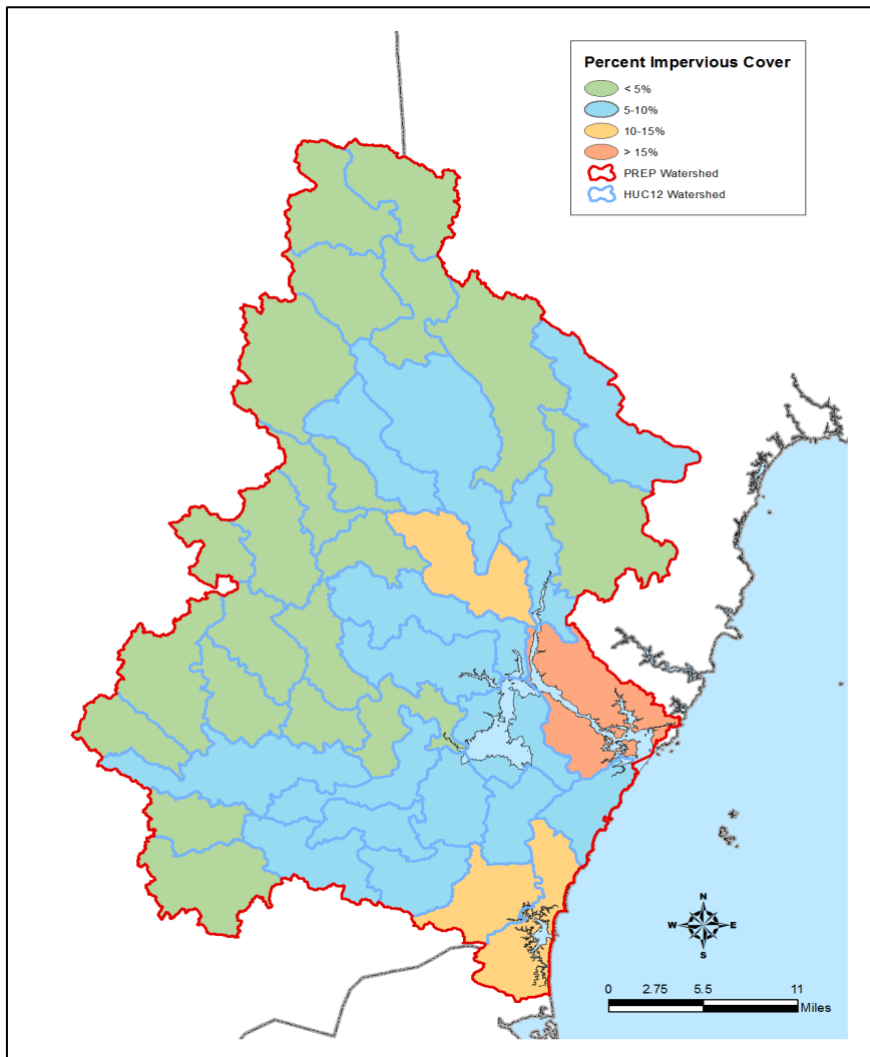 Percent Impervious Cover
< 5%
5-10%
10-15%
> 15%
PREP Watershed
HUC12 Watershed
N
W E
S
0 2.75 5.5 11
Miles